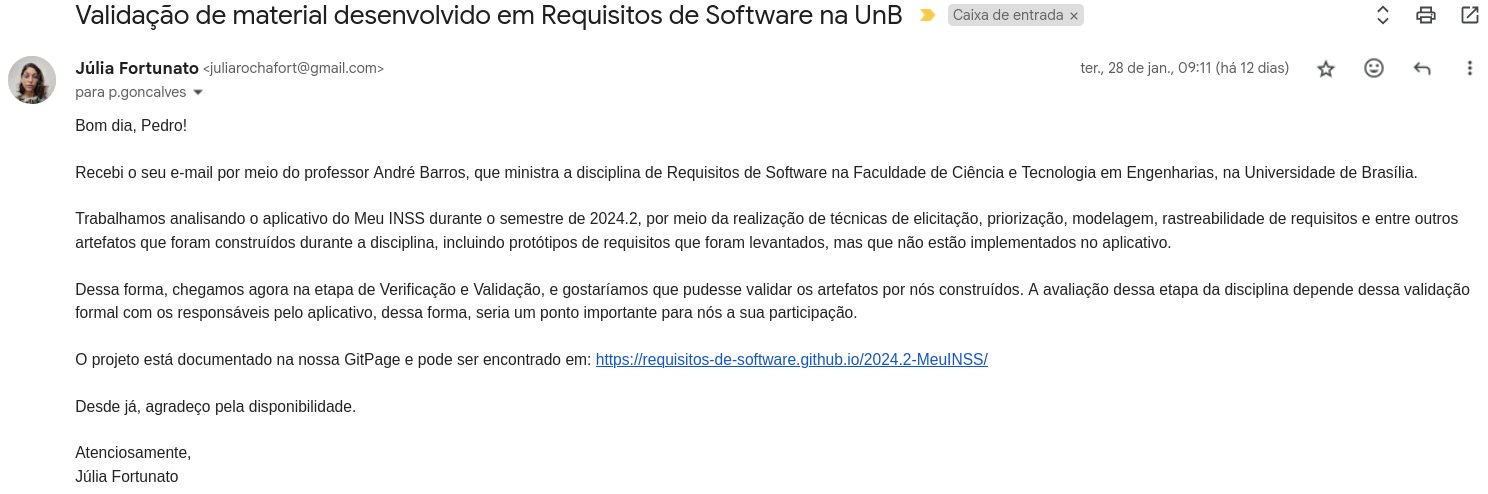 Validação de material desenvolvido em Requisitos de Software na UnB
Caixa de entrada ×
Júlia Fortunato <juliarochafort@gmail.com>
ter., 28 de jan., 09:11 (há 12 dias)
para p.goncalves
Bom dia, Pedro!
Recebi o seu e-mail por meio do professor André Barros, que ministra a disciplina de Requisitos de Software na Faculdade de Ciência e Tecnologia em Engenharias, na Universidade de Brasília.
Trabalhamos analisando o aplicativo do Meu INSS durante o semestre de 2024.2, por meio da realização de técnicas de elicitação, priorização, modelagem, rastreabilidade de requisitos e entre outros
artefatos que foram construídos durante a disciplina, incluindo protótipos de requisitos que foram levantados, mas que não estão implementados no aplicativo.
Dessa forma, chegamos agora na etapa de Verificação e Validação, e gostaríamos que pudesse validar os artefatos por nós construídos. A avaliação dessa etapa da disciplina depende dessa validação
formal com os responsáveis pelo aplicativo, dessa forma, seria um ponto importante para nós a sua participação.
O projeto está documentado na nossa GitPage e pode ser encontrado em: https://requisitos-de-software.github.io/2024.2-MeuINSS/
Desde já, agradeço pela disponibilidade.
Atenciosamente,
Júlia Fortunato